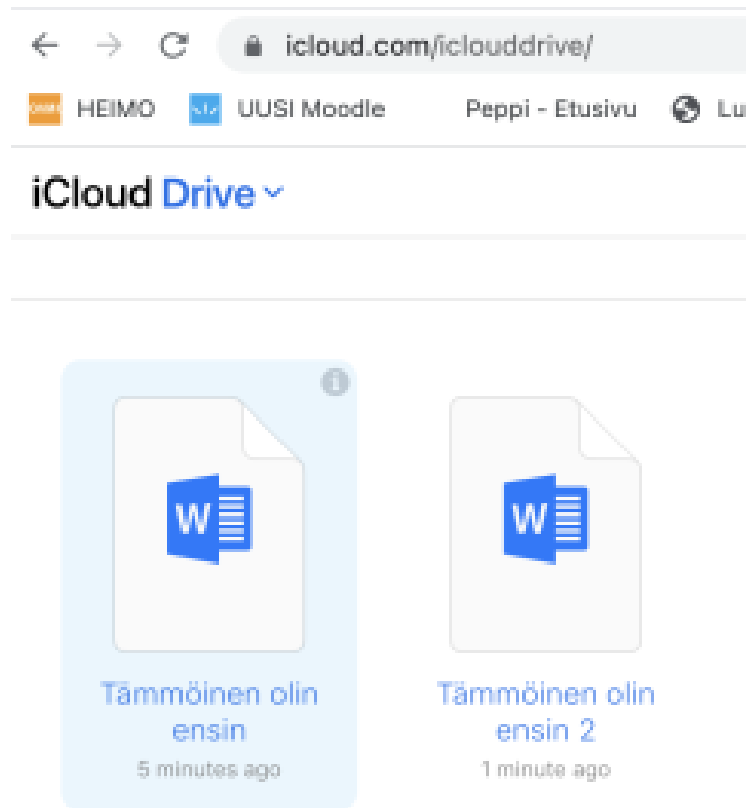 icloud.com/iclouddrive/
HEIMO UUSI Moodle Peppi - Etusivu Lu
iCloud Drive
W W
Tämmöinen olin Tämmöinen olin
ensin ensin 2
5 minutes ago 1 minute ago